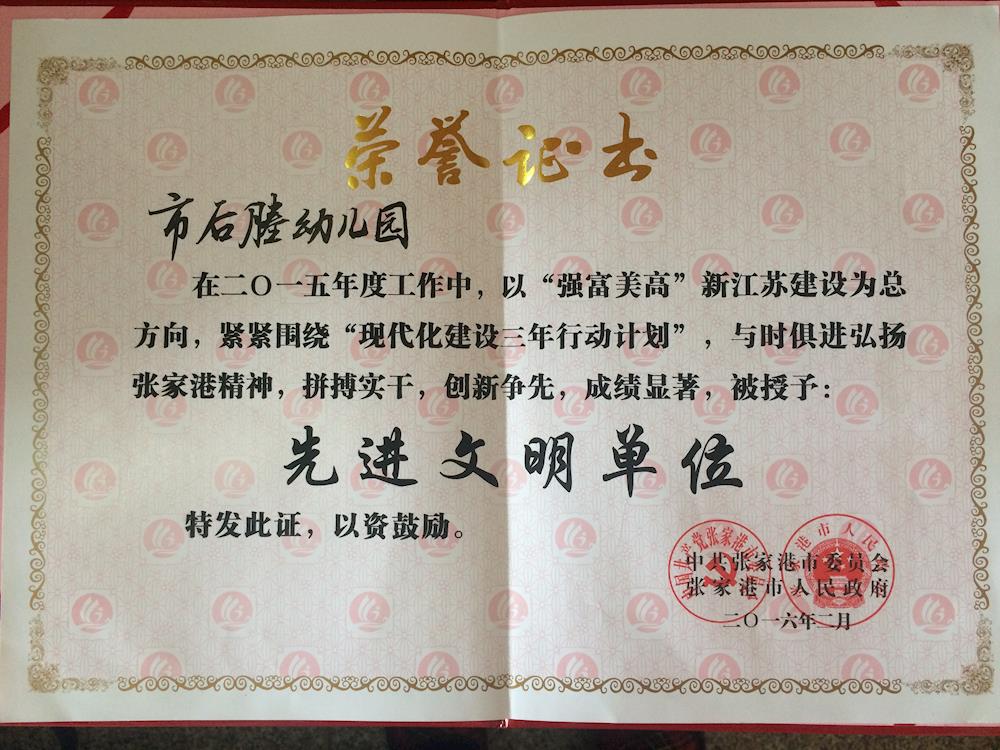 荣誉证书
市石塍幼儿园
在二〇一五年度工作中，以“强富美高”新江苏建设为总
方向，紧紧围绕“现代化建设三年行动计划”，与时俱进弘扬
张家港精神，拼搏实干，创新争先，成绩显著，被授予：
先进文明单位
特发此证，以资鼓励。
中共张家港市委员会
张家港市人民政府
二〇一六年二月